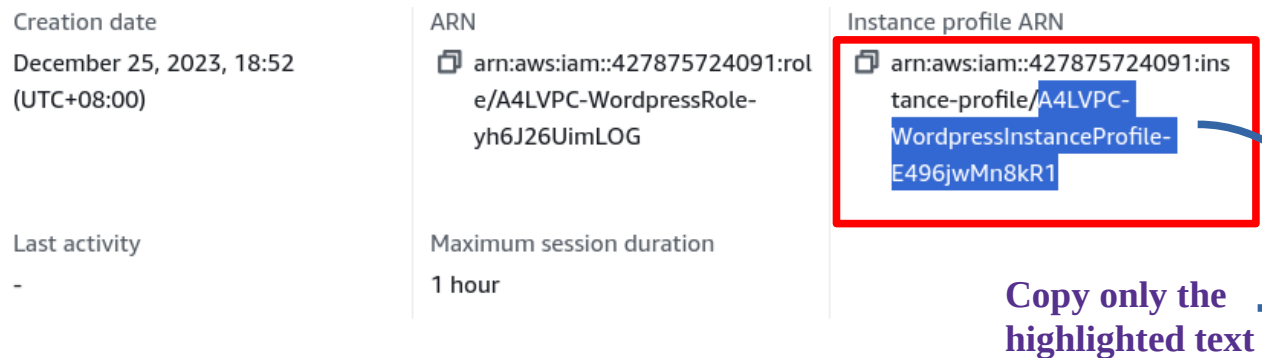 Creation date
December 25, 2023, 18:52
(UTC+08:00)
ARN
arn:aws:iam::427875724091:rol
e/A4LVPC-WordpressRole-
yh6J26UimLOG
Instance profile ARN
arn:aws:iam::427875724091:ins
tance-profile/A4LVPC-
WordpressInstanceProfile-
E496jwMn8kR1
Last activity
-
Maximum session duration
1 hour
Copy only the
highlighted text